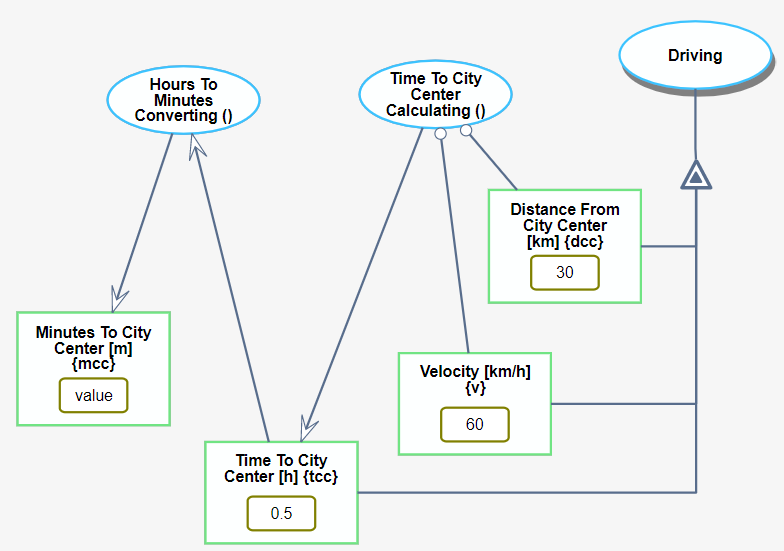 Hours To
Minutes
Converting ()
Time To City
Center
Calculating ()
Driving
Distance From
City Center
[km] {dcc}
30
Minutes To City
Center [m]
{mcc}
value
Velocity [km/h]
{v}
60
Time To City
Center [h] {tcc}
0.5